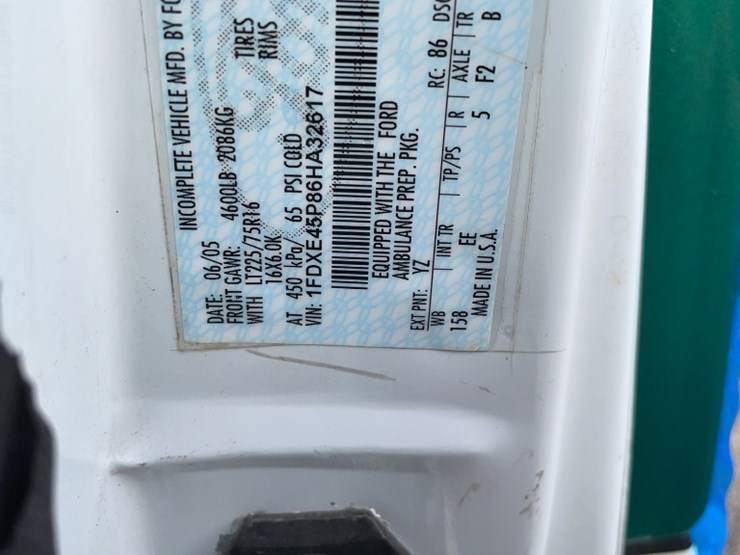 INCOMPLETE VEHICLE MFD. BY FO
DATE: 06/05
FRONT GAWR: 4600LB 2086KG
WITH LT225/75R16 TIRES
16X6.0K RIMS
AT 450 kPa/ 65 PSI COLD
VIN: 1FDXE45P86HA32617
EQUIPPED WITH THE FORD
AMBULANCE PREP. PKG.
EXT PNT: YZ RC: 86 DSO
WB INT TR TP/PS R AXLE TR
158 EE 5 F2 B
MADE IN U.S.A.